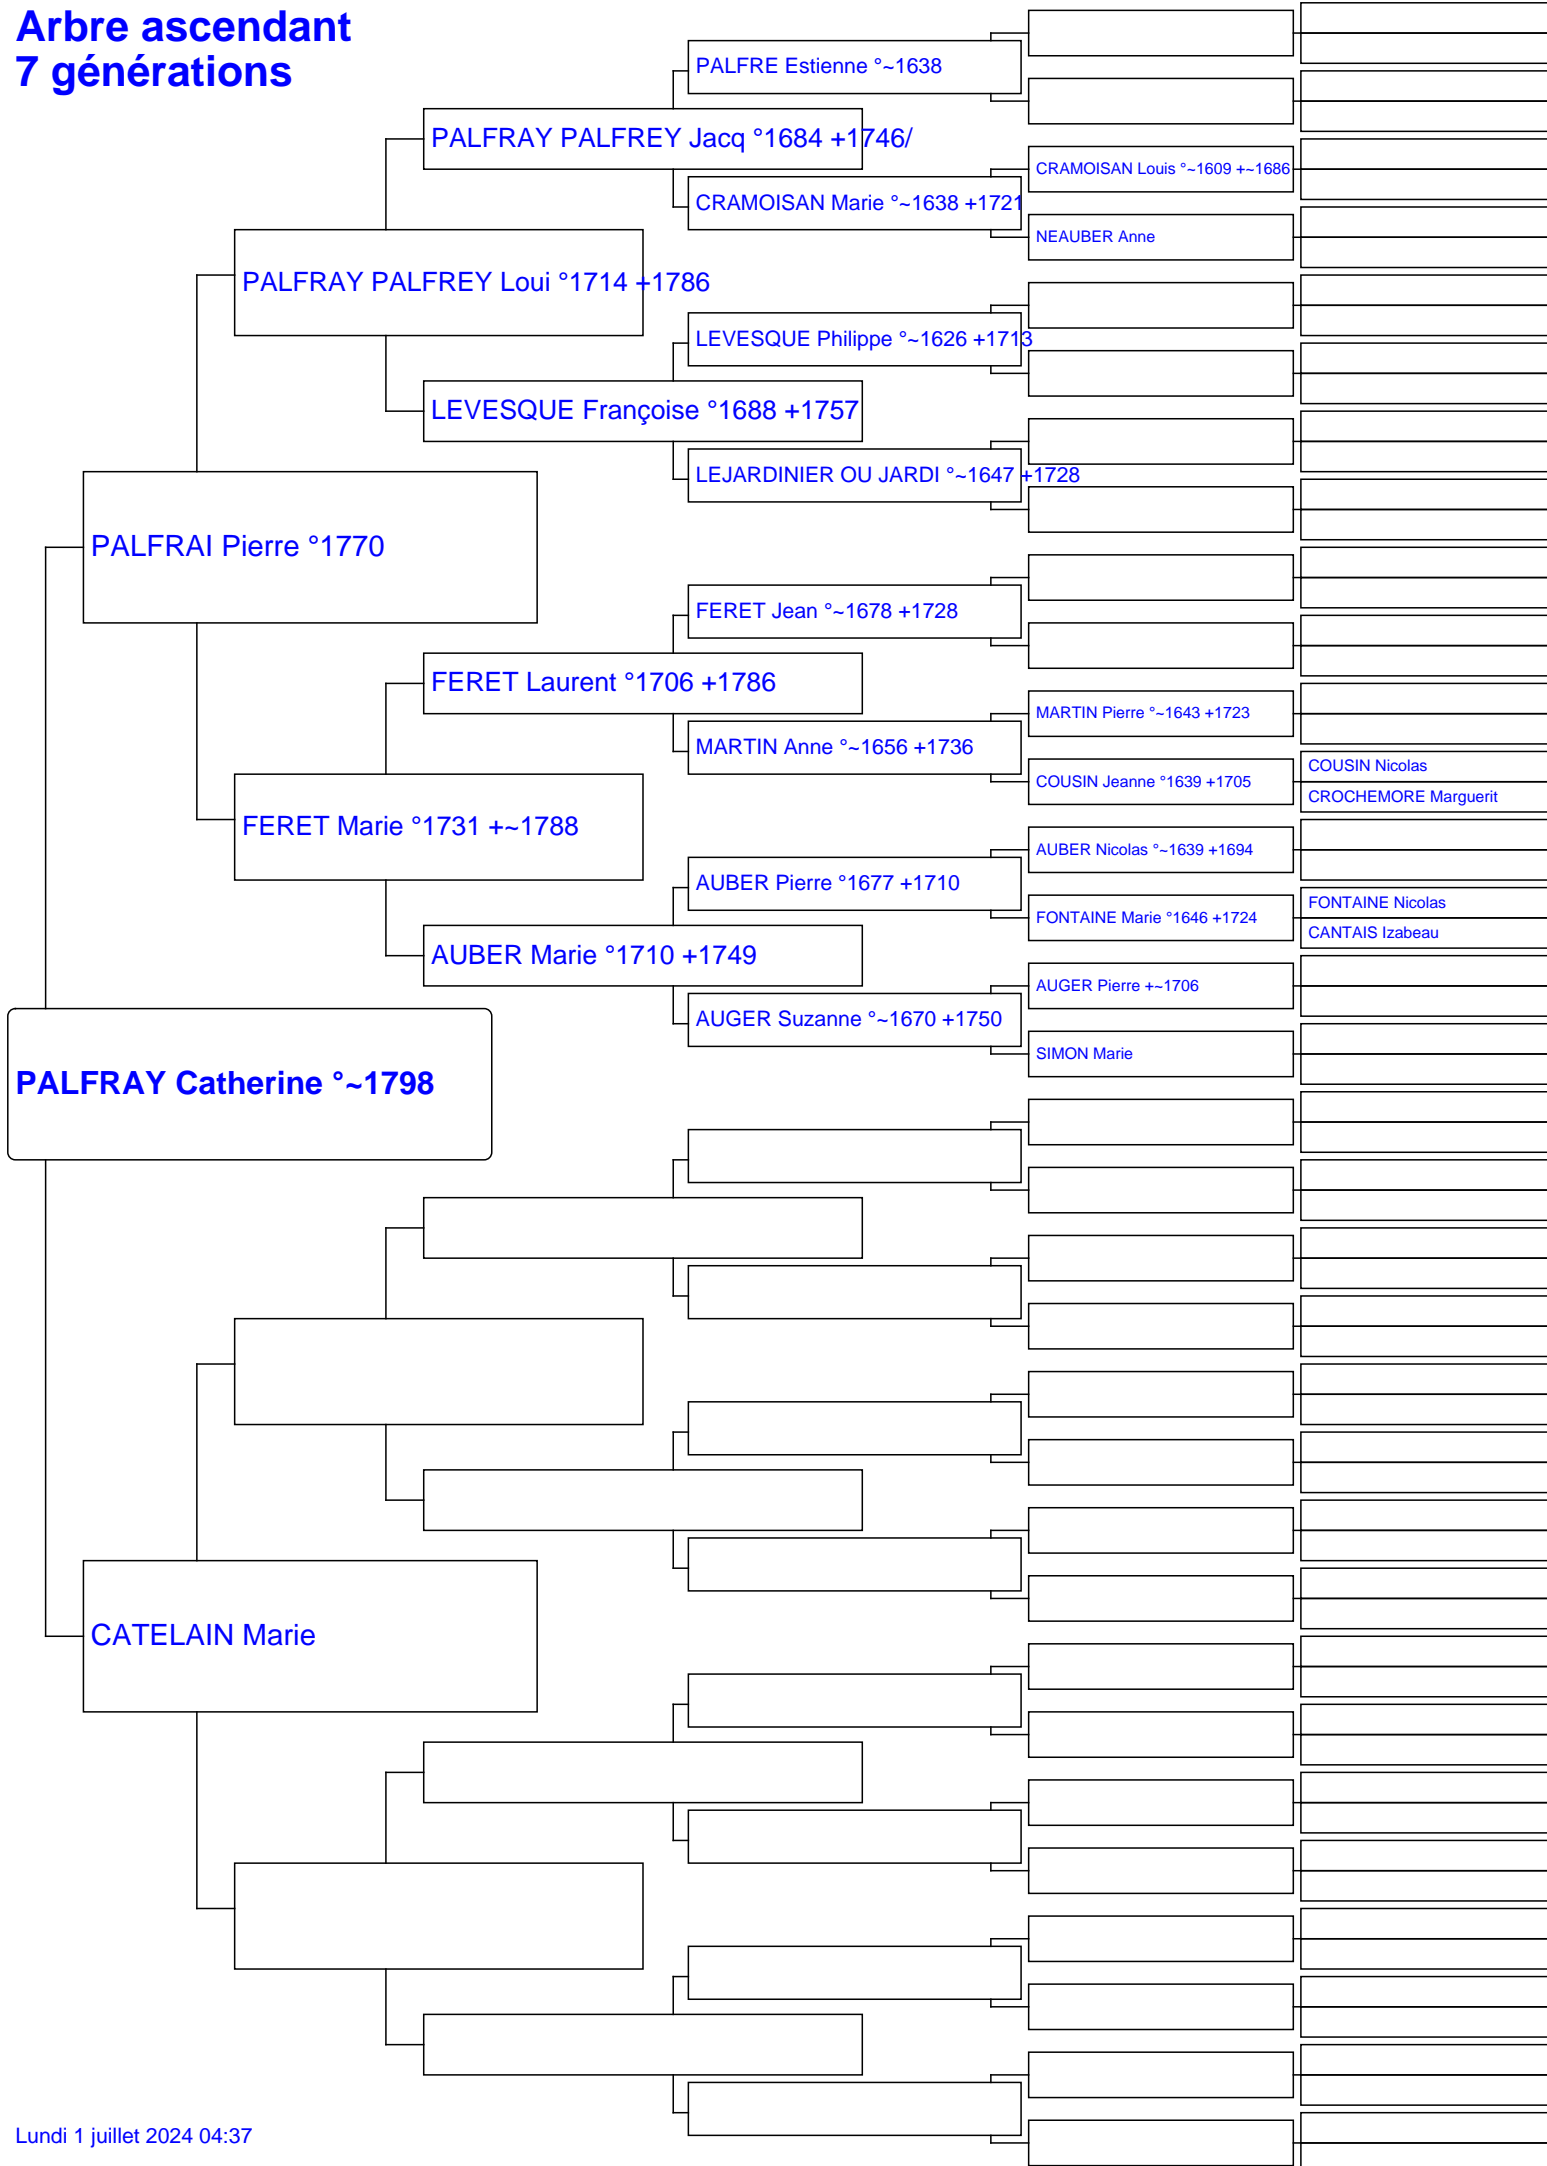 Arbre ascendant
7 générations
PALFRE Estienne °~1638
PALFRAY PALFREY Jacq °1684 +1746/
CRAMOISAN Louis °~1609 +~1686
CRAMOISAN Marie °~1638 +1721
NEAUBER Anne
PALFRAY PALFREY Loui °1714 +1786
LEVESQUE Philippe °~1626 +1713
LEVESQUE Françoise °1688 +1757
LEJARDINIER OU JARDI °~1647 +1728
PALFRAI Pierre °1770
FERET Jean °~1678 +1728
FERET Laurent °1706 +1786
MARTIN Pierre °~1643 +1723
MARTIN Anne °~1656 +1736
COUSIN Nicolas
COUSIN Jeanne °1639 +1705
CROCHEMORE Marguerit
FERET Marie °1731 +~1788
AUBER Nicolas °~1639 +1694
AUBER Pierre °1677 +1710
FONTAINE Nicolas
FONTAINE Marie °1646 +1724
CANTAIS Izabeau
AUBER Marie °1710 +1749
AUGER Pierre +~1706
AUGER Suzanne °~1670 +1750
SIMON Marie
PALFRAY Catherine °~1798
CATELAIN Marie
Lundi 1 juillet 2024 04:37